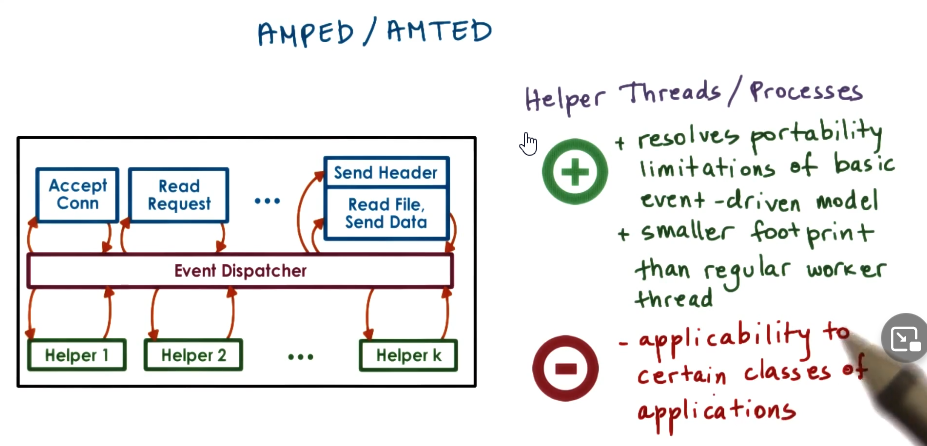 AMPED / AMTED
Accept
Conn
Read
Request
...
Send Header
Read File,
Send Data
Event Dispatcher
Helper 1
Helper 2
...
Helper k
Helper Threads / Processes
+ resolves portability
limitations of basic
event-driven model
+ smaller footprint
than regular worker
thread
- applicability to
certain classes of
applications